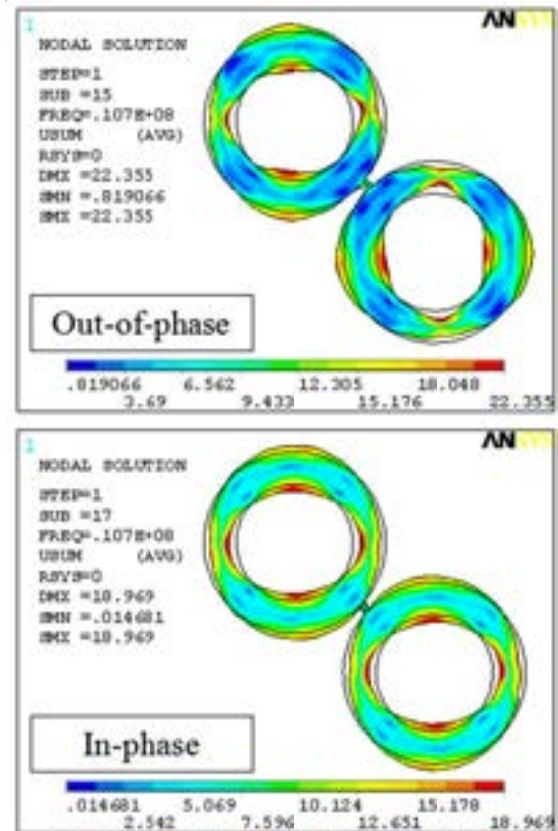 1
ANSYS
NODAL SOLUTION
STEP=1
SUB =15
FREQ=.107E+08
USUM (AVG)
RSYS=0
DMX =22.355
SMN =.819066
SMX =22.355
Out-of-phase
.819066 6.562 12.305 18.048
3.69 9.433 15.176 22.355
1
ANSYS
NODAL SOLUTION
STEP=1
SUB =17
FREQ=.107E+08
USUM (AVG)
RSYS=0
DMX =18.969
SMN =.014681
SMX =18.969
In-phase
.014681 5.069 10.124 15.178
2.542 7.596 12.651 18.969